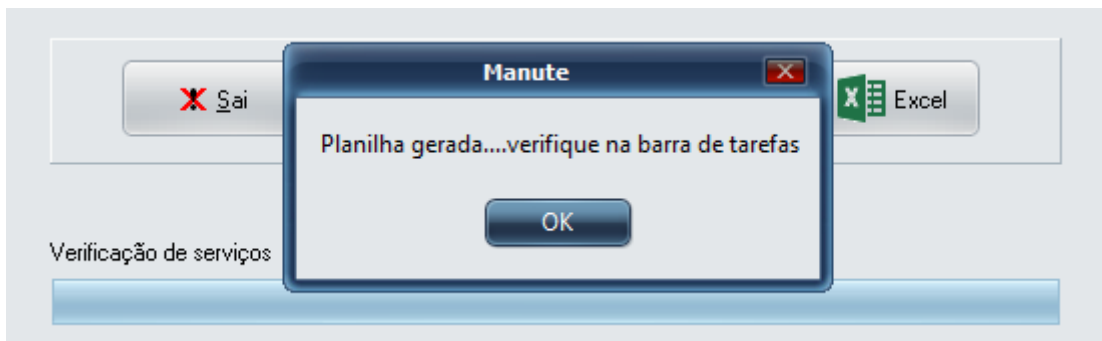 Manute
Sai
Excel
Planilha gerada....verifique na barra de tarefas
OK
Verificação de serviços